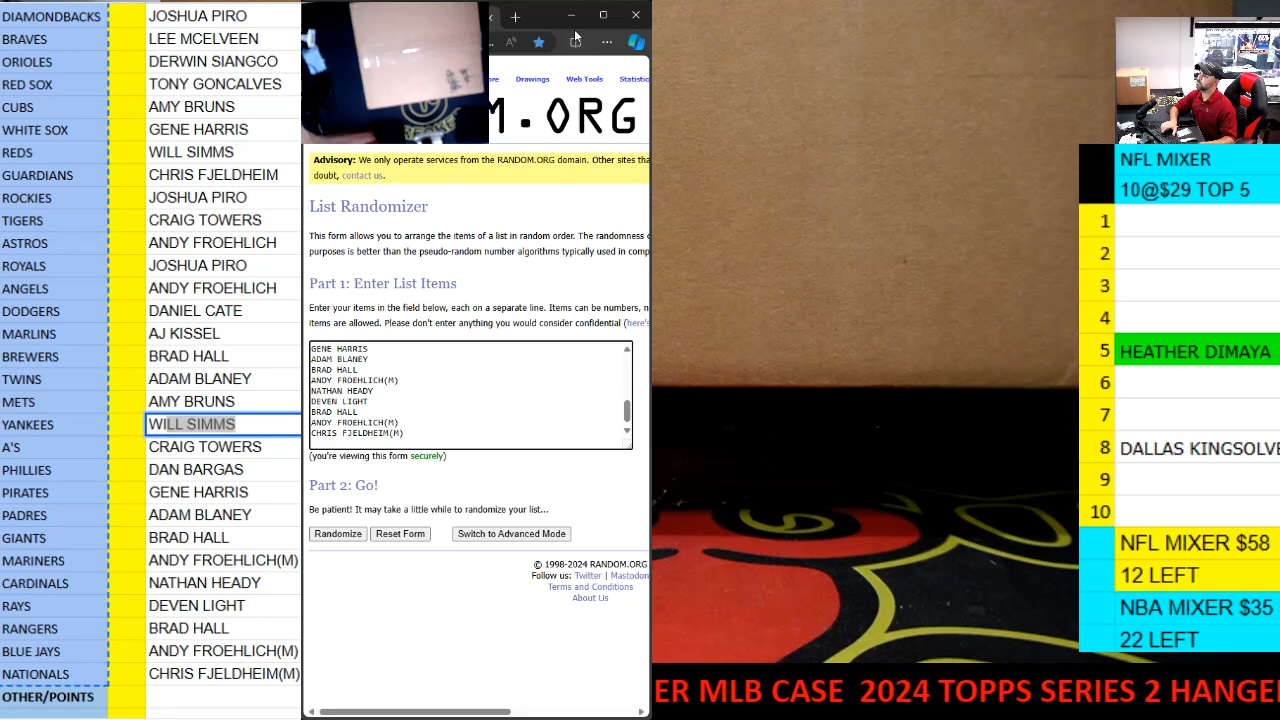 DIAMONDBACKS JOSHUA PIRO
BRAVES LEE MCELVEEN
ORIOLES DERWIN SIANGCO
RED SOX TONY GONCALVES
CUBS AMY BRUNS
WHITE SOX GENE HARRIS
REDS WILL SIMMS
GUARDIANS CHRIS FJELDHEIM
ROCKIES JOSHUA PIRO
TIGERS CRAIG TOWERS
ASTROS ANDY FROEHLICH
ROYALS JOSHUA PIRO
ANGELS ANDY FROEHLICH
DODGERS DANIEL CATE
MARLINS AJ KISSEL
BREWERS BRAD HALL
TWINS ADAM BLANEY
METS AMY BRUNS
YANKEES WILL SIMMS
A'S CRAIG TOWERS
PHILLIES DAN BARGAS
PIRATES GENE HARRIS
PADRES ADAM BLANEY
GIANTS BRAD HALL
MARINERS ANDY FROEHLICH(M)
CARDINALS NATHAN HEADY
RAYS DEVEN LIGHT
RANGERS BRAD HALL
BLUE JAYS ANDY FROEHLICH(M)
NATIONALS CHRIS FJELDHEIM(M)
OTHER/POINTS
ore Drawings Web Tools Statistic
M.ORG
Advisory: We only operate services from the RANDOM.ORG domain. Other sites tha
doubt, contact us.
List Randomizer
This form allows you to arrange the items of a list in random order. The randomness c
purposes is better than the pseudo-random number algorithms typically used in comp
Part 1: Enter List Items
Enter your items in the field below, each on a separate line. Items can be numbers, n
items are allowed. Please don't enter anything you would consider confidential (here's
GENE HARRIS
ADAM BLANEY
BRAD HALL
ANDY FROEHLICH(M)
NATHAN HEADY
DEVEN LIGHT
BRAD HALL
ANDY FROEHLICH(M)
CHRIS FJELDHEIM(M)
(you're viewing this form securely)
Part 2: Go!
Be patient! It may take a little while to randomize your list...
Randomize Reset Form Switch to Advanced Mode
© 1998-2024 RANDOM.ORG
Follow us: Twitter | Mastodon
Terms and Conditions
About Us
NFL MIXER
10@$29 TOP 5
1
2
3
4
5 HEATHER DIMAYA
6
7
8 DALLAS KINGSOLVE
9
10
NFL MIXER $58
12 LEFT
NBA MIXER $35
22 LEFT
ER MLB CASE 2024 TOPPS SERIES 2 HANGE